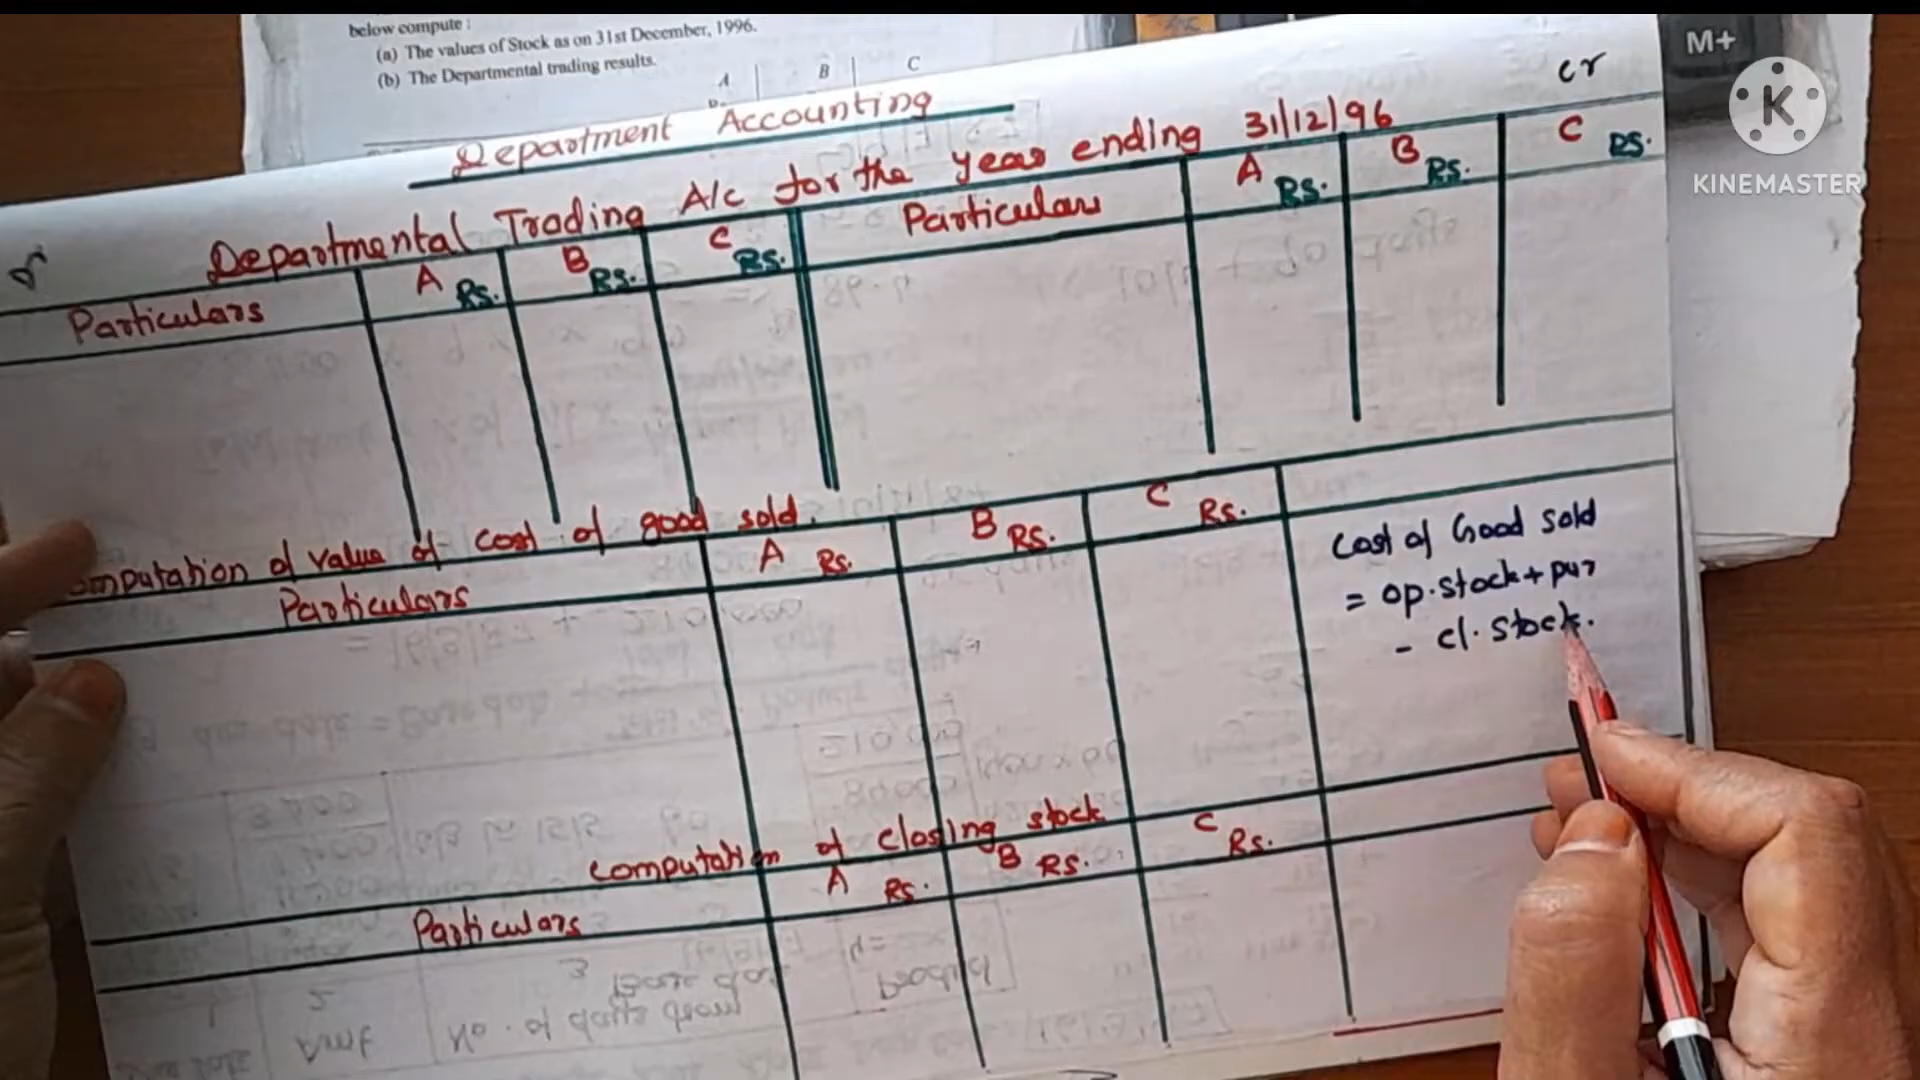 below compute :
(a) The values of Stock as on 31st December, 1996.
(b) The Departmental trading results.
A B C
M+
KINEMASTER
Department Accounting
cr
Departmental Trading A/c for the year ending 31/12/96
Particulars A Rs. B Rs. C Rs. Particulars A Rs. B Rs. C Rs.
computation of value of cost of good sold.
Particulars A Rs. B Rs. C Rs.
Cost of Good sold
= op.stock + pur
- cl. stock.
computation of closing stock
Particulars A Rs. B Rs. C Rs.